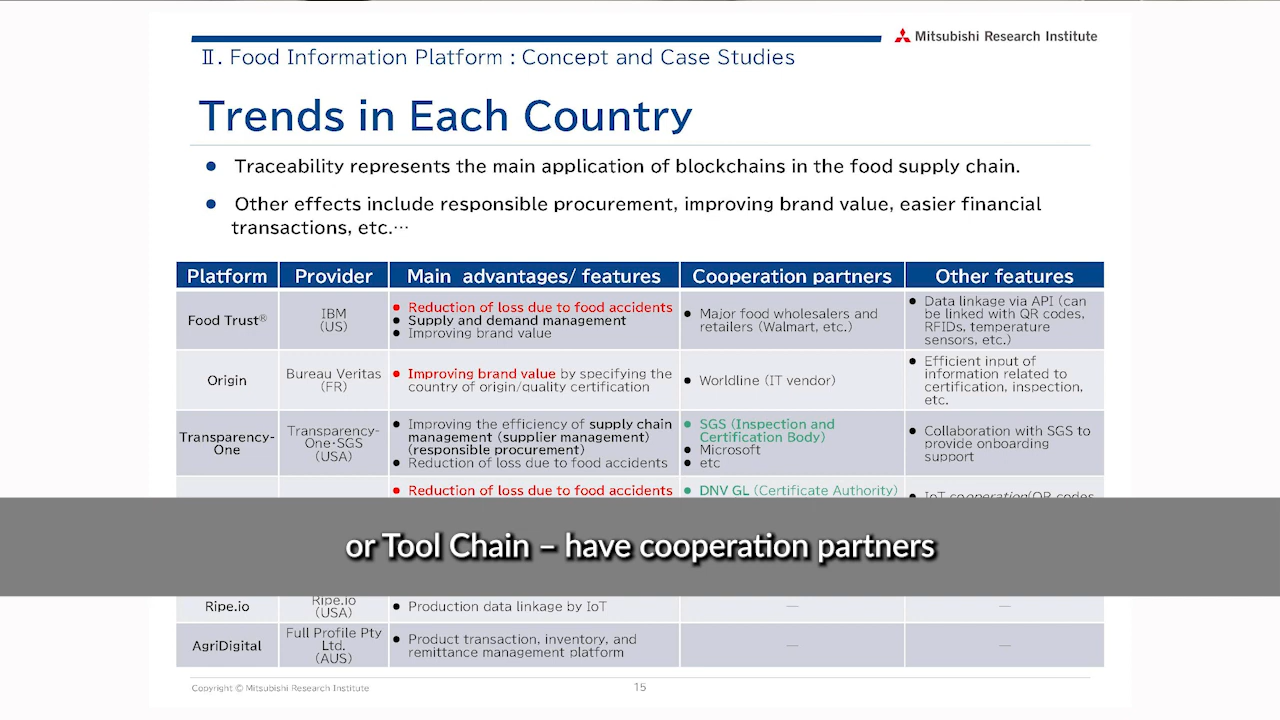 Mitsubishi Research Institute
Ⅱ. Food Information Platform : Concept and Case Studies
Trends in Each Country
● Traceability represents the main application of blockchains in the food supply chain.
● Other effects include responsible procurement, improving brand value, easier financial
transactions, etc.…
Platform Provider Main advantages/ features Cooperation partners Other features
Food Trust®
IBM
(US)
● Reduction of loss due to food accidents
● Supply and demand management
● Improving brand value
● Major food wholesalers and
retailers (Walmart, etc.)
● Data linkage via API (can
be linked with QR codes,
RFIDs, temperature
sensors, etc.)
Origin
Bureau Veritas
(FR)
● Improving brand value by specifying the
country of origin/quality certification
● Worldline (IT vendor)
● Efficient input of
information related to
certification, inspection,
etc.
Transparency-
One
Transparency-
One･SGS
(USA)
● Improving the efficiency of supply chain
management (supplier management)
(responsible procurement)
● Reduction of loss due to food accidents
● SGS (Inspection and
Certification Body)
● Microsoft
● etc
● Collaboration with SGS to
provide onboarding
support
● Reduction of loss due to food accidents
● DNV GL (Certificate Authority)
● IoT cooperation(QR codes
or Tool Chain – have cooperation partners
Ripe.io
Ripe.io
(USA)
● Production data linkage by IoT
—
—
AgriDigital
Full Profile Pty
Ltd.
(AUS)
● Product transaction, inventory, and
remittance management platform
—
—
Copyright © Mitsubishi Research Institute
15